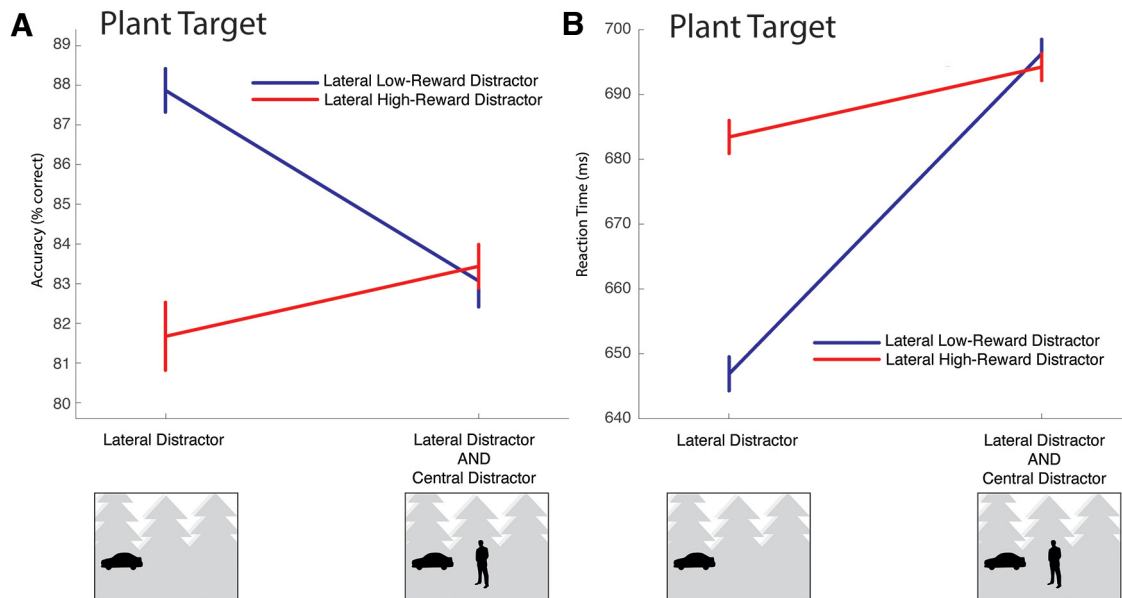 A
Plant Target
89
88
87
86
85
84
83
82
81
80
Accuracy (% correct)
Lateral Low-Reward Distractor
Lateral High-Reward Distractor
Lateral Distractor
Lateral Distractor
AND
Central Distractor
B
Plant Target
700
690
680
670
660
650
640
Reaction Time (ms)
Lateral Low-Reward Distractor
Lateral High-Reward Distractor
Lateral Distractor
Lateral Distractor
AND
Central Distractor